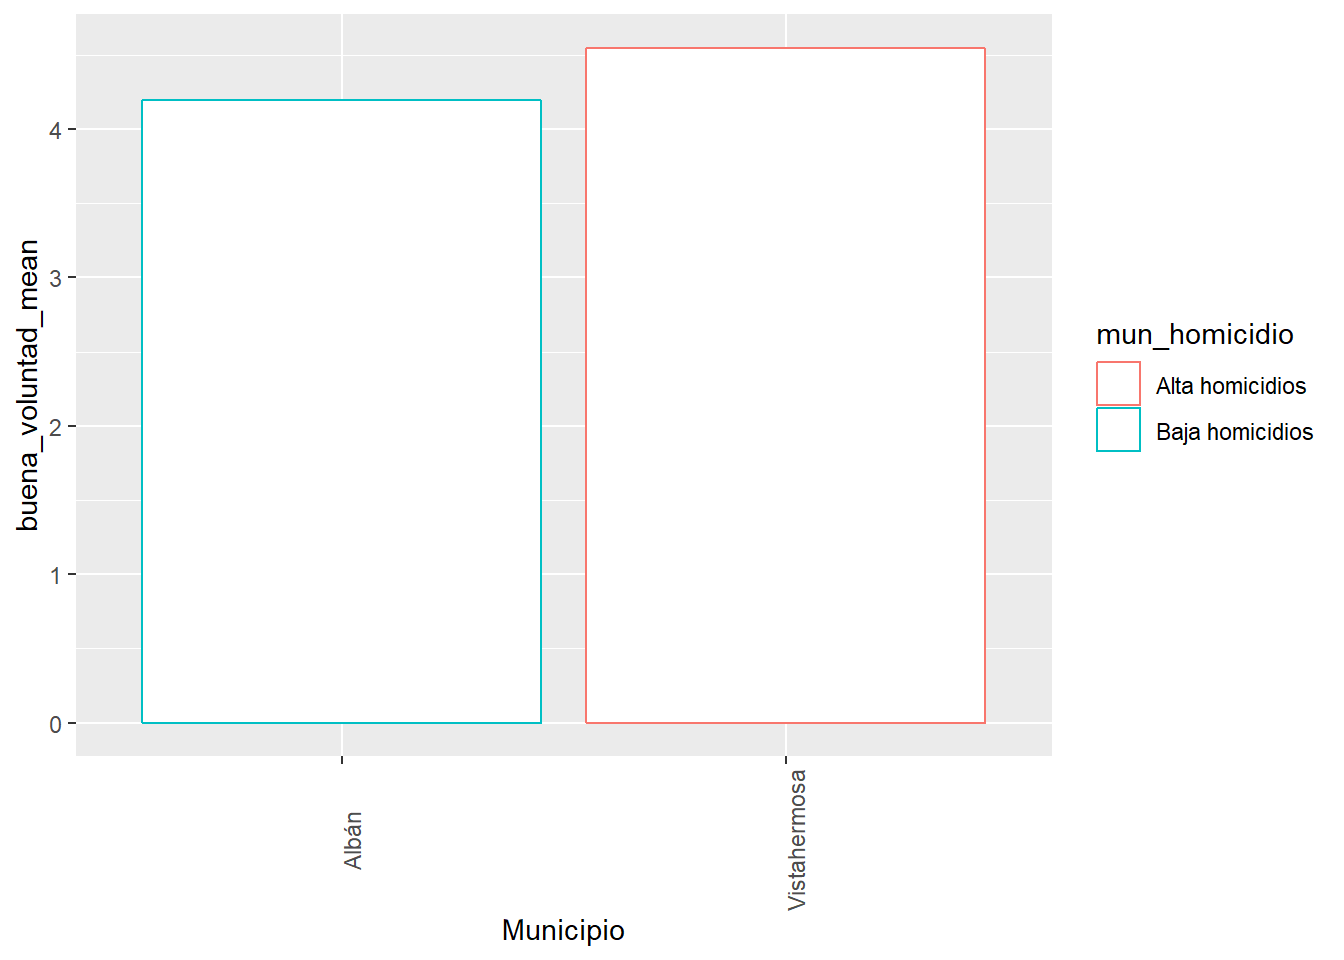 buena_voluntad_mean
4
3
2
1
0
Albán
Vistahermosa
Municipio
mun_homicidio
Alta homicidios
Baja homicidios